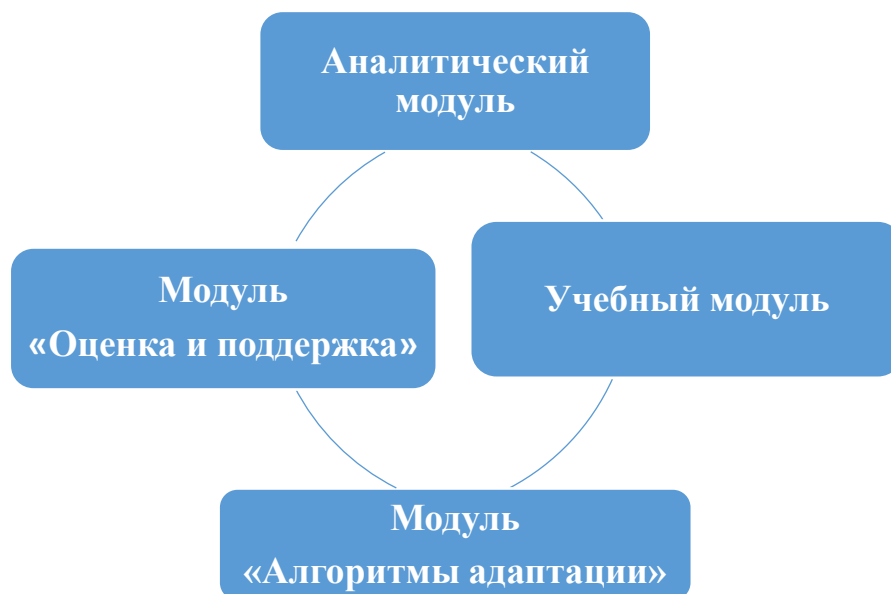 Аналитический
модуль
Модуль
«Оценка и поддержка»
Учебный модуль
Модуль
«Алгоритмы адаптации»